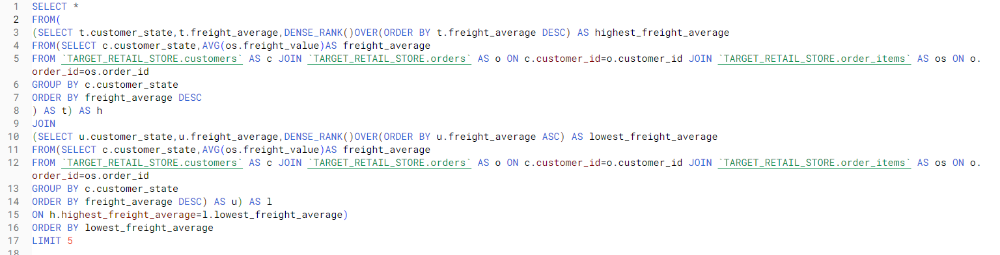 1 SELECT *
2 FROM(
3 (SELECT t.customer_state,t.freight_average,DENSE_RANK()OVER(ORDER BY t.freight_average DESC) AS highest_freight_average
4 FROM(SELECT c.customer_state,AVG(os.freight_value)AS freight_average
5 FROM `TARGET_RETAIL_STORE.customers` AS c JOIN `TARGET_RETAIL_STORE.orders` AS o ON c.customer_id=o.customer_id JOIN `TARGET_RETAIL_STORE.order_items` AS os ON o.
order_id=os.order_id
6 GROUP BY c.customer_state
7 ORDER BY freight_average DESC
8 ) AS t) AS h
9 JOIN
10 (SELECT u.customer_state,u.freight_average,DENSE_RANK()OVER(ORDER BY u.freight_average ASC) AS lowest_freight_average
11 FROM(SELECT c.customer_state,AVG(os.freight_value)AS freight_average
12 FROM `TARGET_RETAIL_STORE.customers` AS c JOIN `TARGET_RETAIL_STORE.orders` AS o ON c.customer_id=o.customer_id JOIN `TARGET_RETAIL_STORE.order_items` AS os ON o.
order_id=os.order_id
13 GROUP BY c.customer_state
14 ORDER BY freight_average DESC) AS u) AS l
15 ON h.highest_freight_average=l.lowest_freight_average)
16 ORDER BY lowest_freight_average
17 LIMIT 5
18